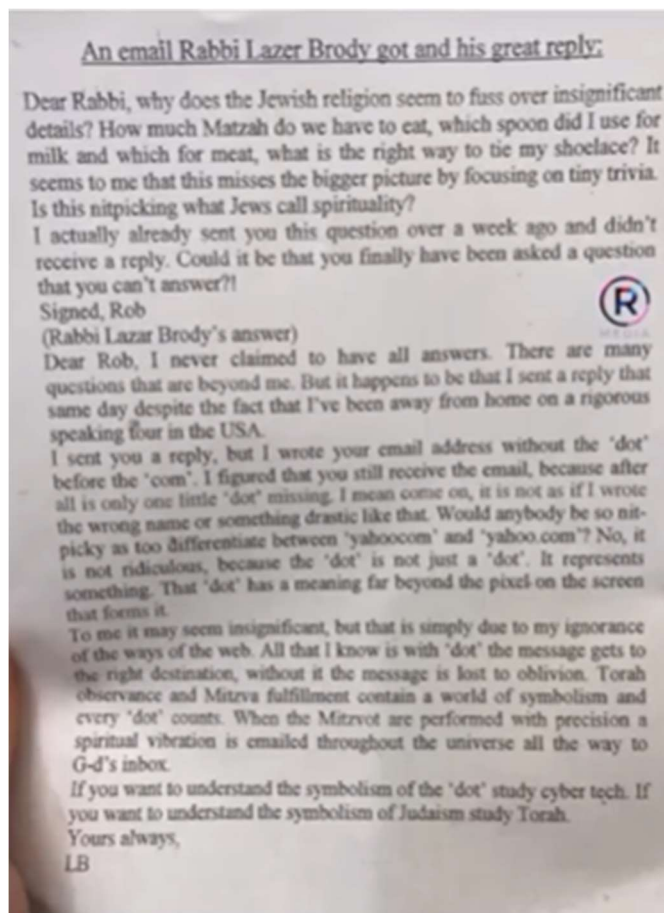 An email Rabbi Lazer Brody got and his great reply:
Dear Rabbi, why does the Jewish religion seem to fuss over insignificant
details? How much Matzah do we have to eat, which spoon did I use for
milk and which for meat, what is the right way to tie my shoelace? It
seems to me that this misses the bigger picture by focusing on tiny trivia.
Is this nitpicking what Jews call spirituality?
I actually already sent you this question over a week ago and didn't
receive a reply. Could it be that you finally have been asked a question
that you can't answer?!
Signed, Rob
R
MEDIA
(Rabbi Lazar Brody's answer)
Dear Rob, I never claimed to have all answers. There are many
questions that are beyond me. But it happens to be that I sent a reply that
same day despite the fact that I've been away from home on a rigorous
speaking tour in the USA.
I sent you a reply, but I wrote your email address without the "dot"
before the "com". I figured that you still receive the email, because after
all is only one little "dot" missing. I mean come on, it is not as if I wrote
the wrong name or something drastic like that. Would anybody be so nit-
picky as too differentiate between "yahoocom" and "yahoo.com"? No, it
is not ridiculous, because the "dot" is not just a "dot". It represents
something. That "dot" has a meaning far beyond the pixel on the screen
that forms it.
To me it may seem insignificant, but that is simply due to my ignorance
of the ways of the web. All that I know is with "dot" the message gets to
the right destination, without it the message is lost to oblivion. Torah
observance and Mitzva fulfillment contain a world of symbolism and
every "dot" counts. When the Mitzvot are performed with precision a
spiritual vibration is emailed throughout the universe all the way to
G-d's inbox.
If you want to understand the symbolism of the "dot" study cyber tech. If
you want to understand the symbolism of Judaism study Torah.
Yours always,
LB